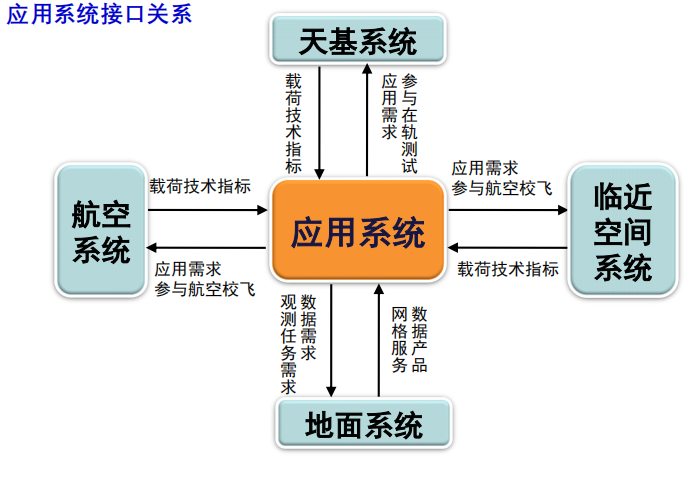 应用系统接口关系
天基系统
载荷技术指标
应用需求
参与在轨测试
航空
系统
载荷技术指标
应用需求
参与航空校飞
应用系统
应用需求
参与航空校飞
载荷技术指标
临近
空间
系统
观测任务需求
数据需求
网格服务
数据产品
地面系统